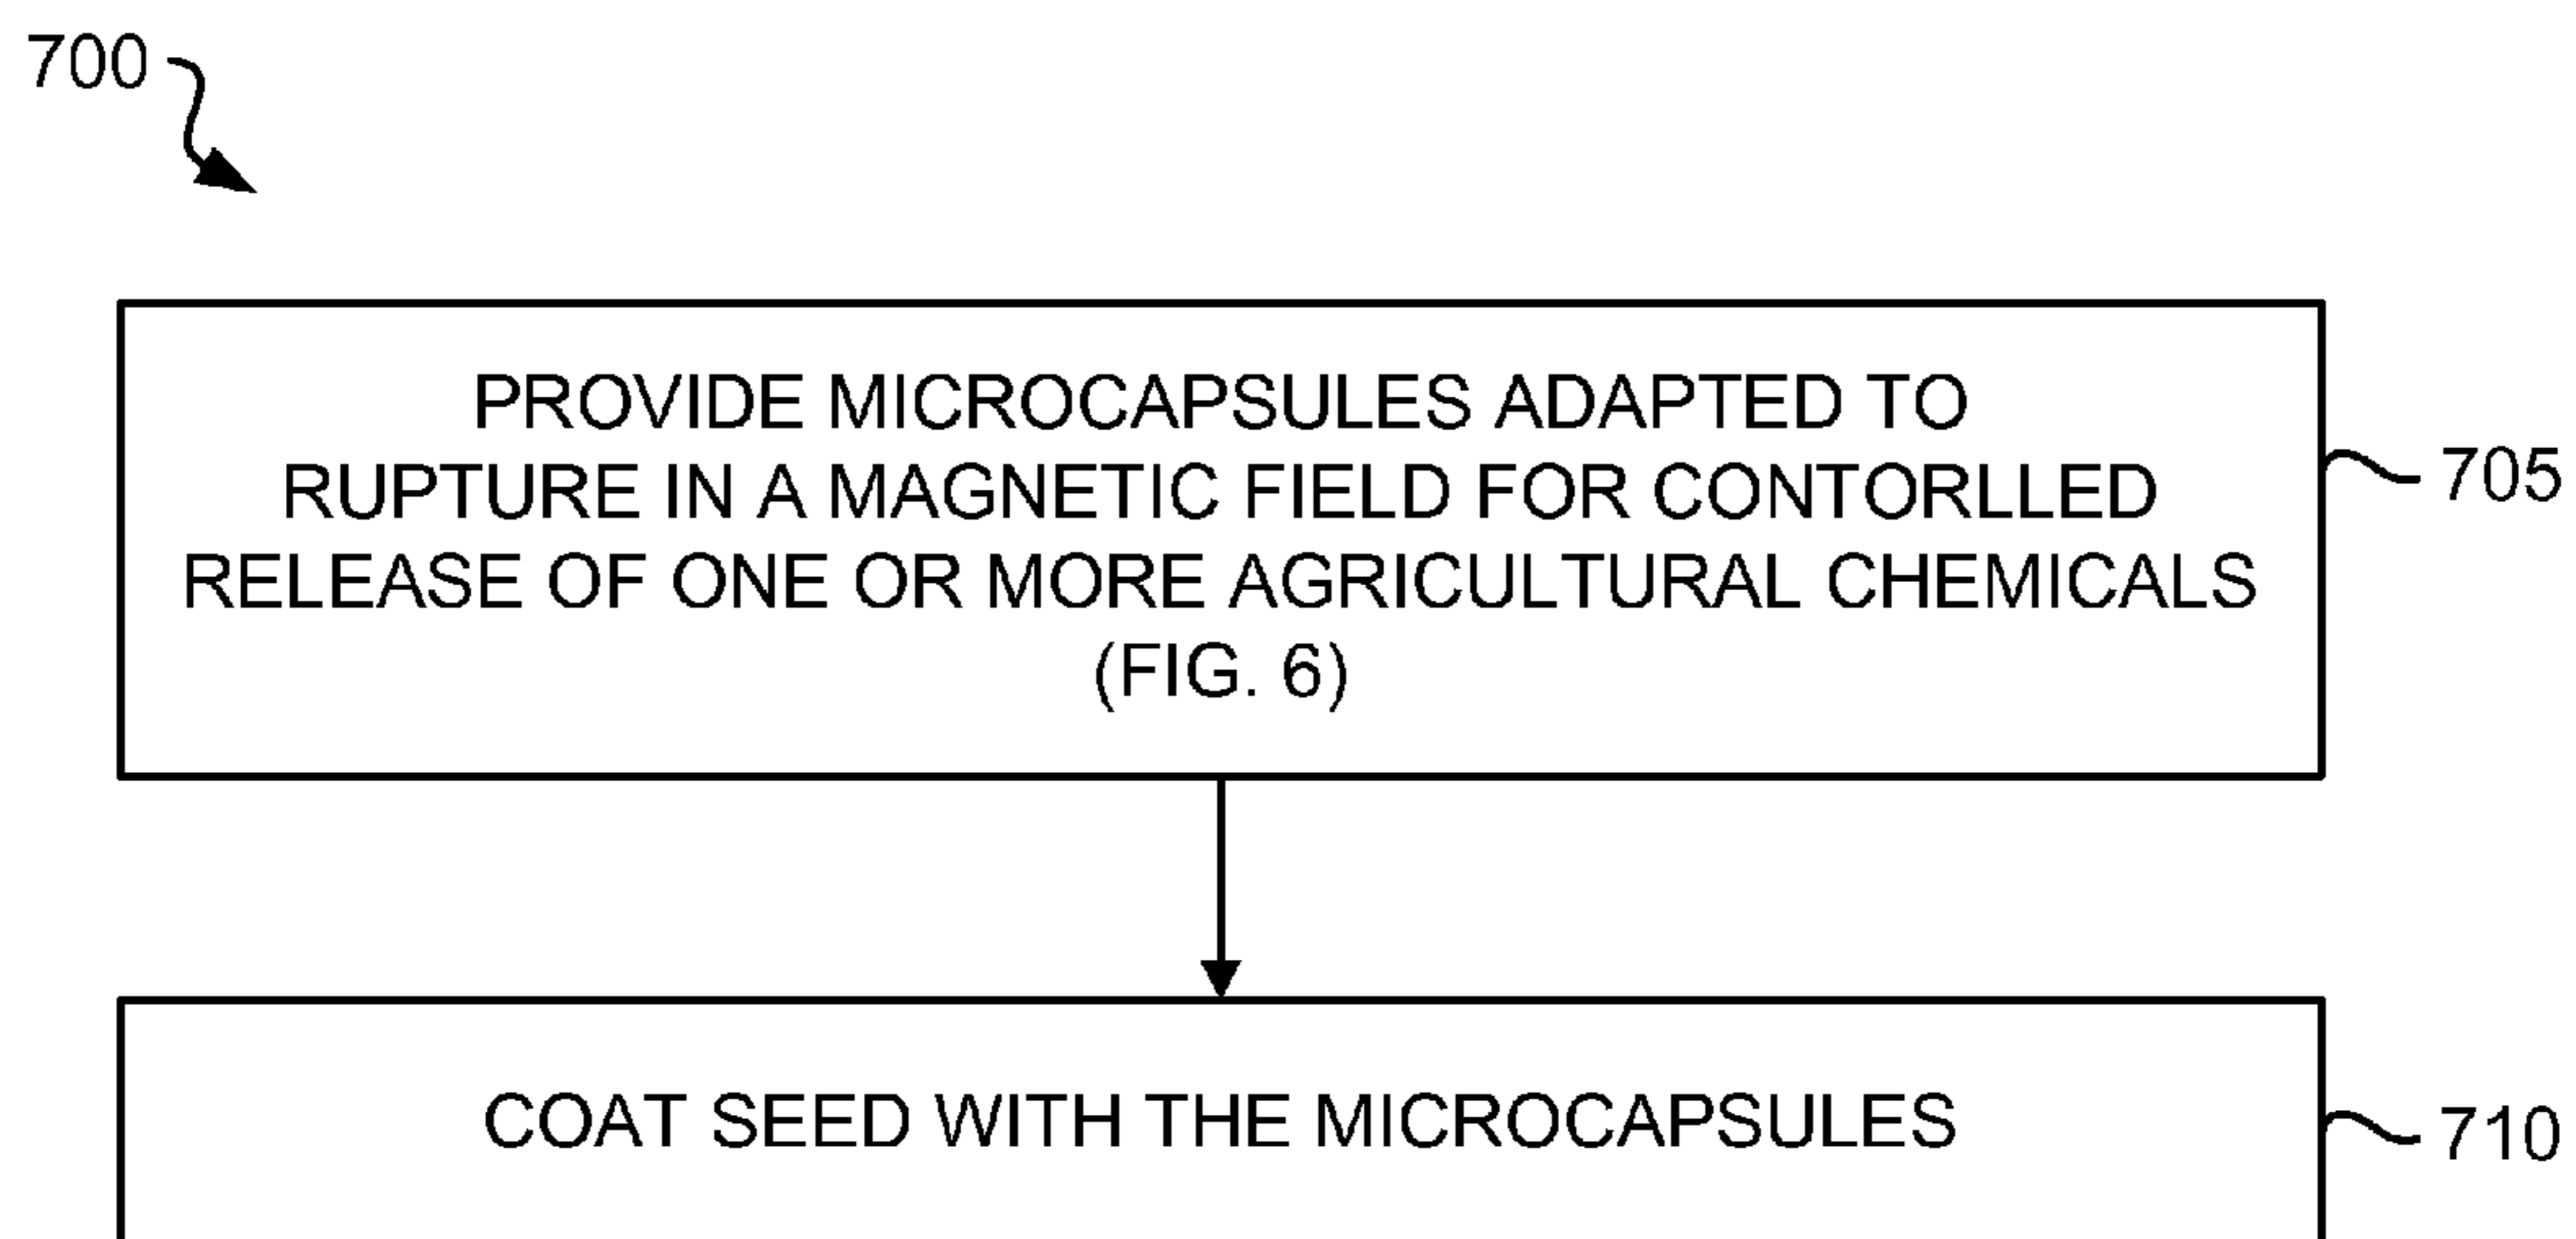 700
PROVIDE MICROCAPSULES ADAPTED TO
RUPTURE IN A MAGNETIC FIELD FOR CONTORLLED
RELEASE OF ONE OR MORE AGRICULTURAL CHEMICALS
(FIG. 6)
705
COAT SEED WITH THE MICROCAPSULES
710